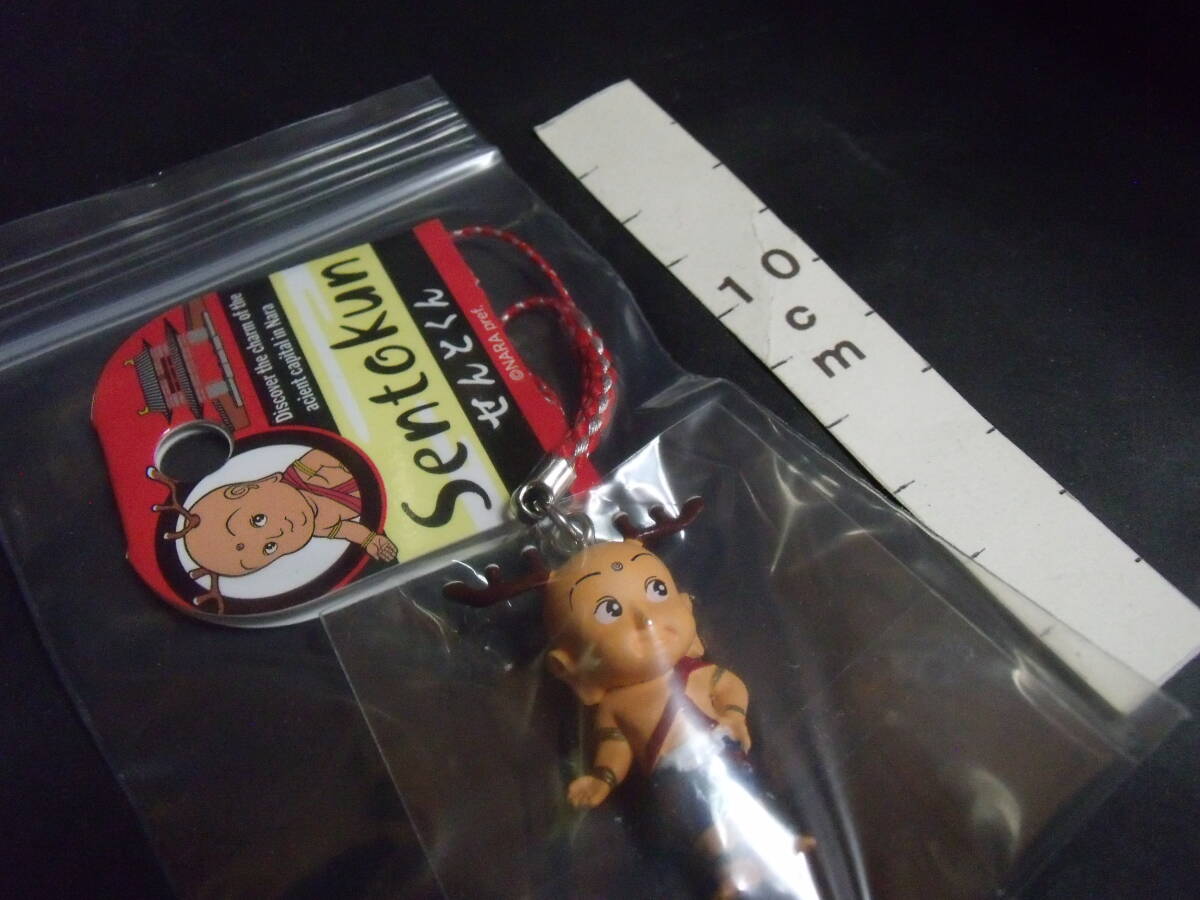 Discover the charm of the
acient capital in Nara
Sentokun
せんとくん
©NARA pref.
10
cm